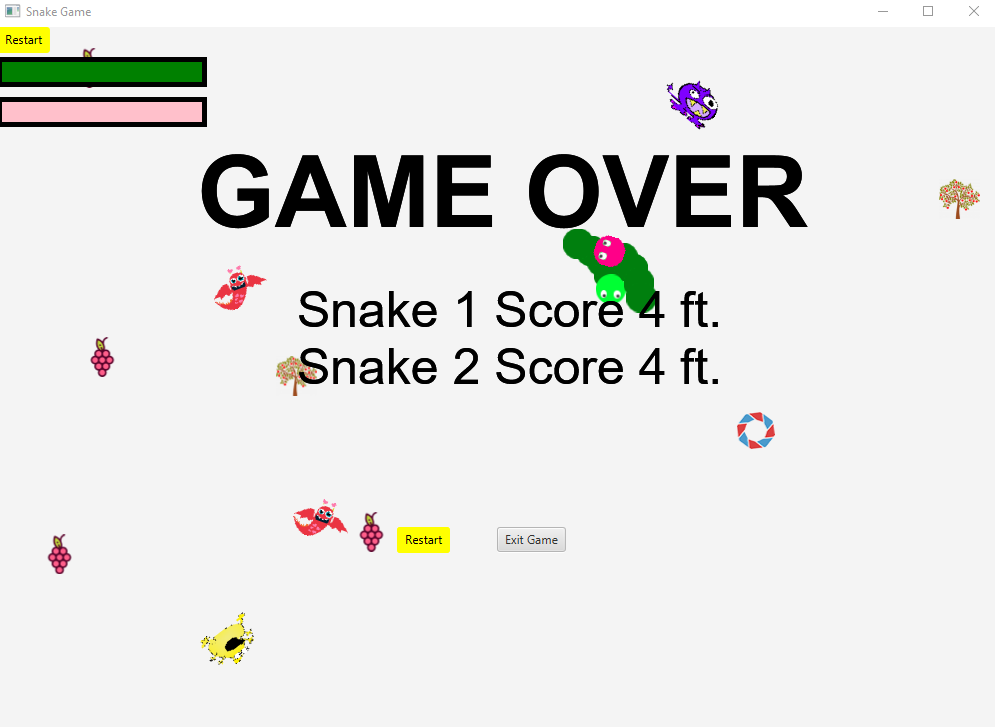 Snake Game
Restart
GAME OVER
Snake 1 Score 4 ft.
Snake 2 Score 4 ft.
Restart
Exit Game